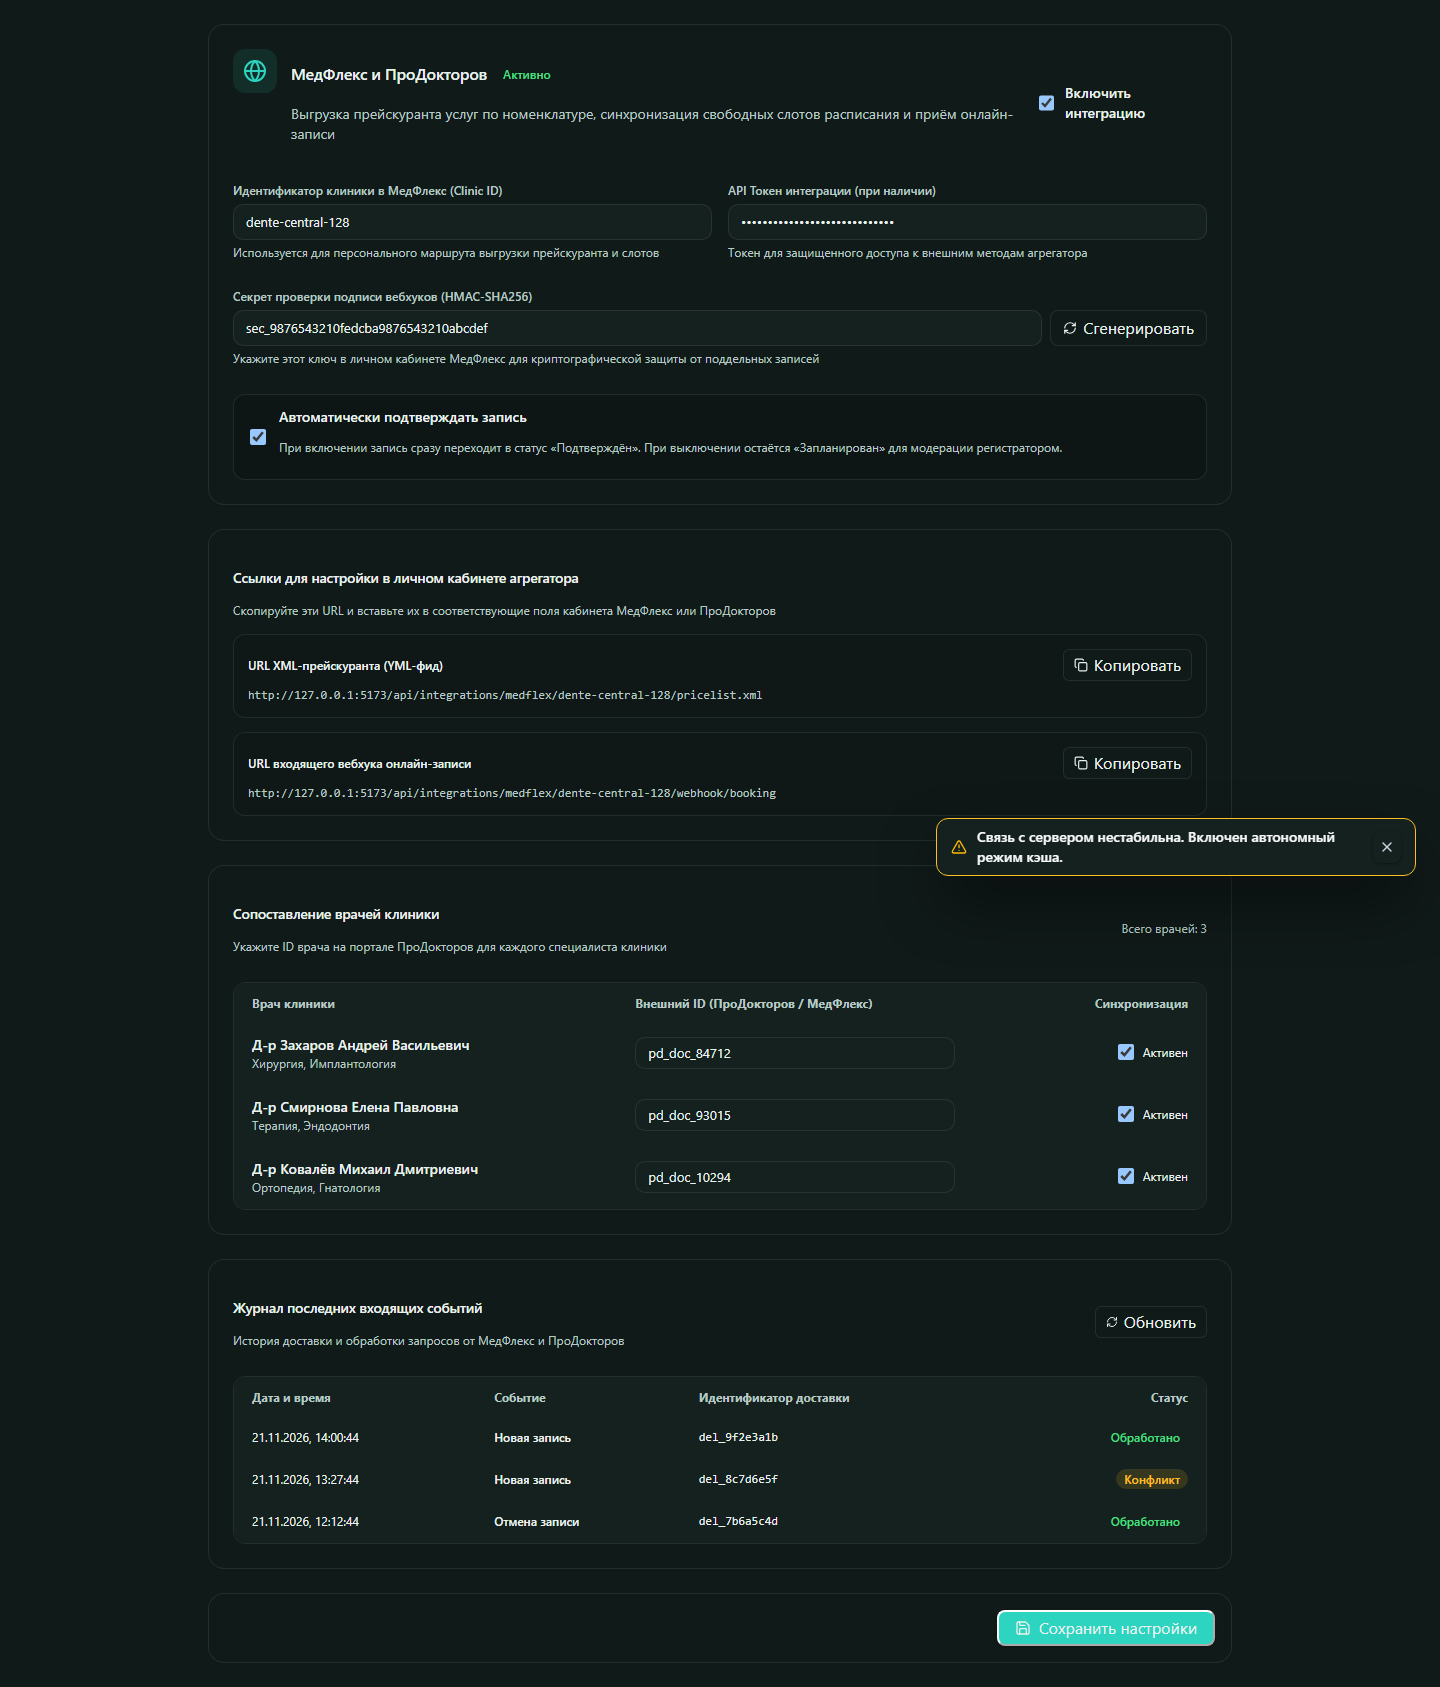 МедФлекс и ПроДокторов
Активно
Выгрузка прейскуранта услуг по номенклатуре, синхронизация свободных слотов расписания и приём онлайн-
записи
Включить
интеграцию
Идентификатор клиники в МедФлекс (Clinic ID)
dente-central-128
Используется для персонального маршрута выгрузки прейскуранта и слотов
API Токен интеграции (при наличии)
•••••••••••••••••••••••••••••
Токен для защищенного доступа к внешним методам агрегатора
Секрет проверки подписи вебхуков (HMAC-SHA256)
sec_9876543210fedcba9876543210abcdef
Сгенерировать
Укажите этот ключ в личном кабинете МедФлекс для криптографической защиты от поддельных записей
Автоматически подтверждать запись
При включении запись сразу переходит в статус «Подтверждён». При выключении остаётся «Запланирован» для модерации регистратором.
Ссылки для настройки в личном кабинете агрегатора
Скопируйте эти URL и вставьте их в соответствующие поля кабинета МедФлекс или ПроДокторов
URL XML-прейскуранта (YML-фид)
Копировать
http://127.0.0.1:5173/api/integrations/medflex/dente-central-128/pricelist.xml
URL входящего вебхука онлайн-записи
Копировать
http://127.0.0.1:5173/api/integrations/medflex/dente-central-128/webhook/booking
Связь с сервером нестабильна. Включен автономный
режим кэша.
Сопоставление врачей клиники
Укажите ID врача на портале ПроДокторов для каждого специалиста клиники
Всего врачей: 3
Врач клиники
Внешний ID (ПроДокторов / МедФлекс)
Синхронизация
Д-р Захаров Андрей Васильевич
Хирургия, Имплантология
pd_doc_84712
Активен
Д-р Смирнова Елена Павловна
Терапия, Эндодонтия
pd_doc_93015
Активен
Д-р Ковалёв Михаил Дмитриевич
Ортопедия, Гнатология
pd_doc_10294
Активен
Журнал последних входящих событий
История доставки и обработки запросов от МедФлекс и ПроДокторов
Обновить
Дата и время
Событие
Идентификатор доставки
Статус
21.11.2026, 14:00:44
Новая запись
del_9f2e3a1b
Обработано
21.11.2026, 13:27:44
Новая запись
del_8c7d6e5f
Конфликт
21.11.2026, 12:12:44
Отмена записи
del_7b6a5c4d
Обработано
Сохранить настройки